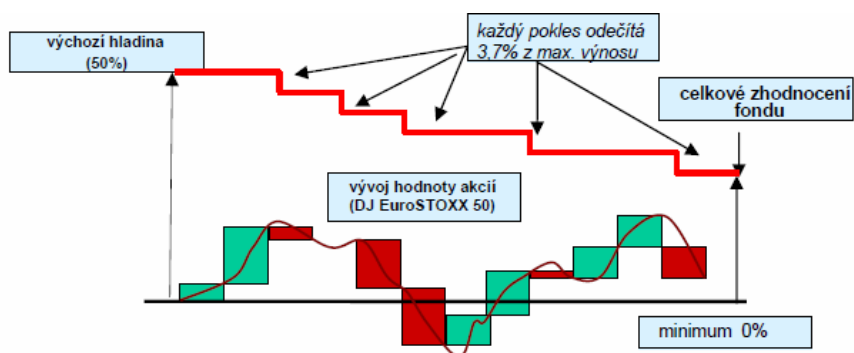 výchozí hladina
(50%)
každý pokles odečítá
3,7% z max. výnosu
celkové zhodnocení
fondu
vývoj hodnoty akcií
(DJ EuroSTOXX 50)
minimum 0%